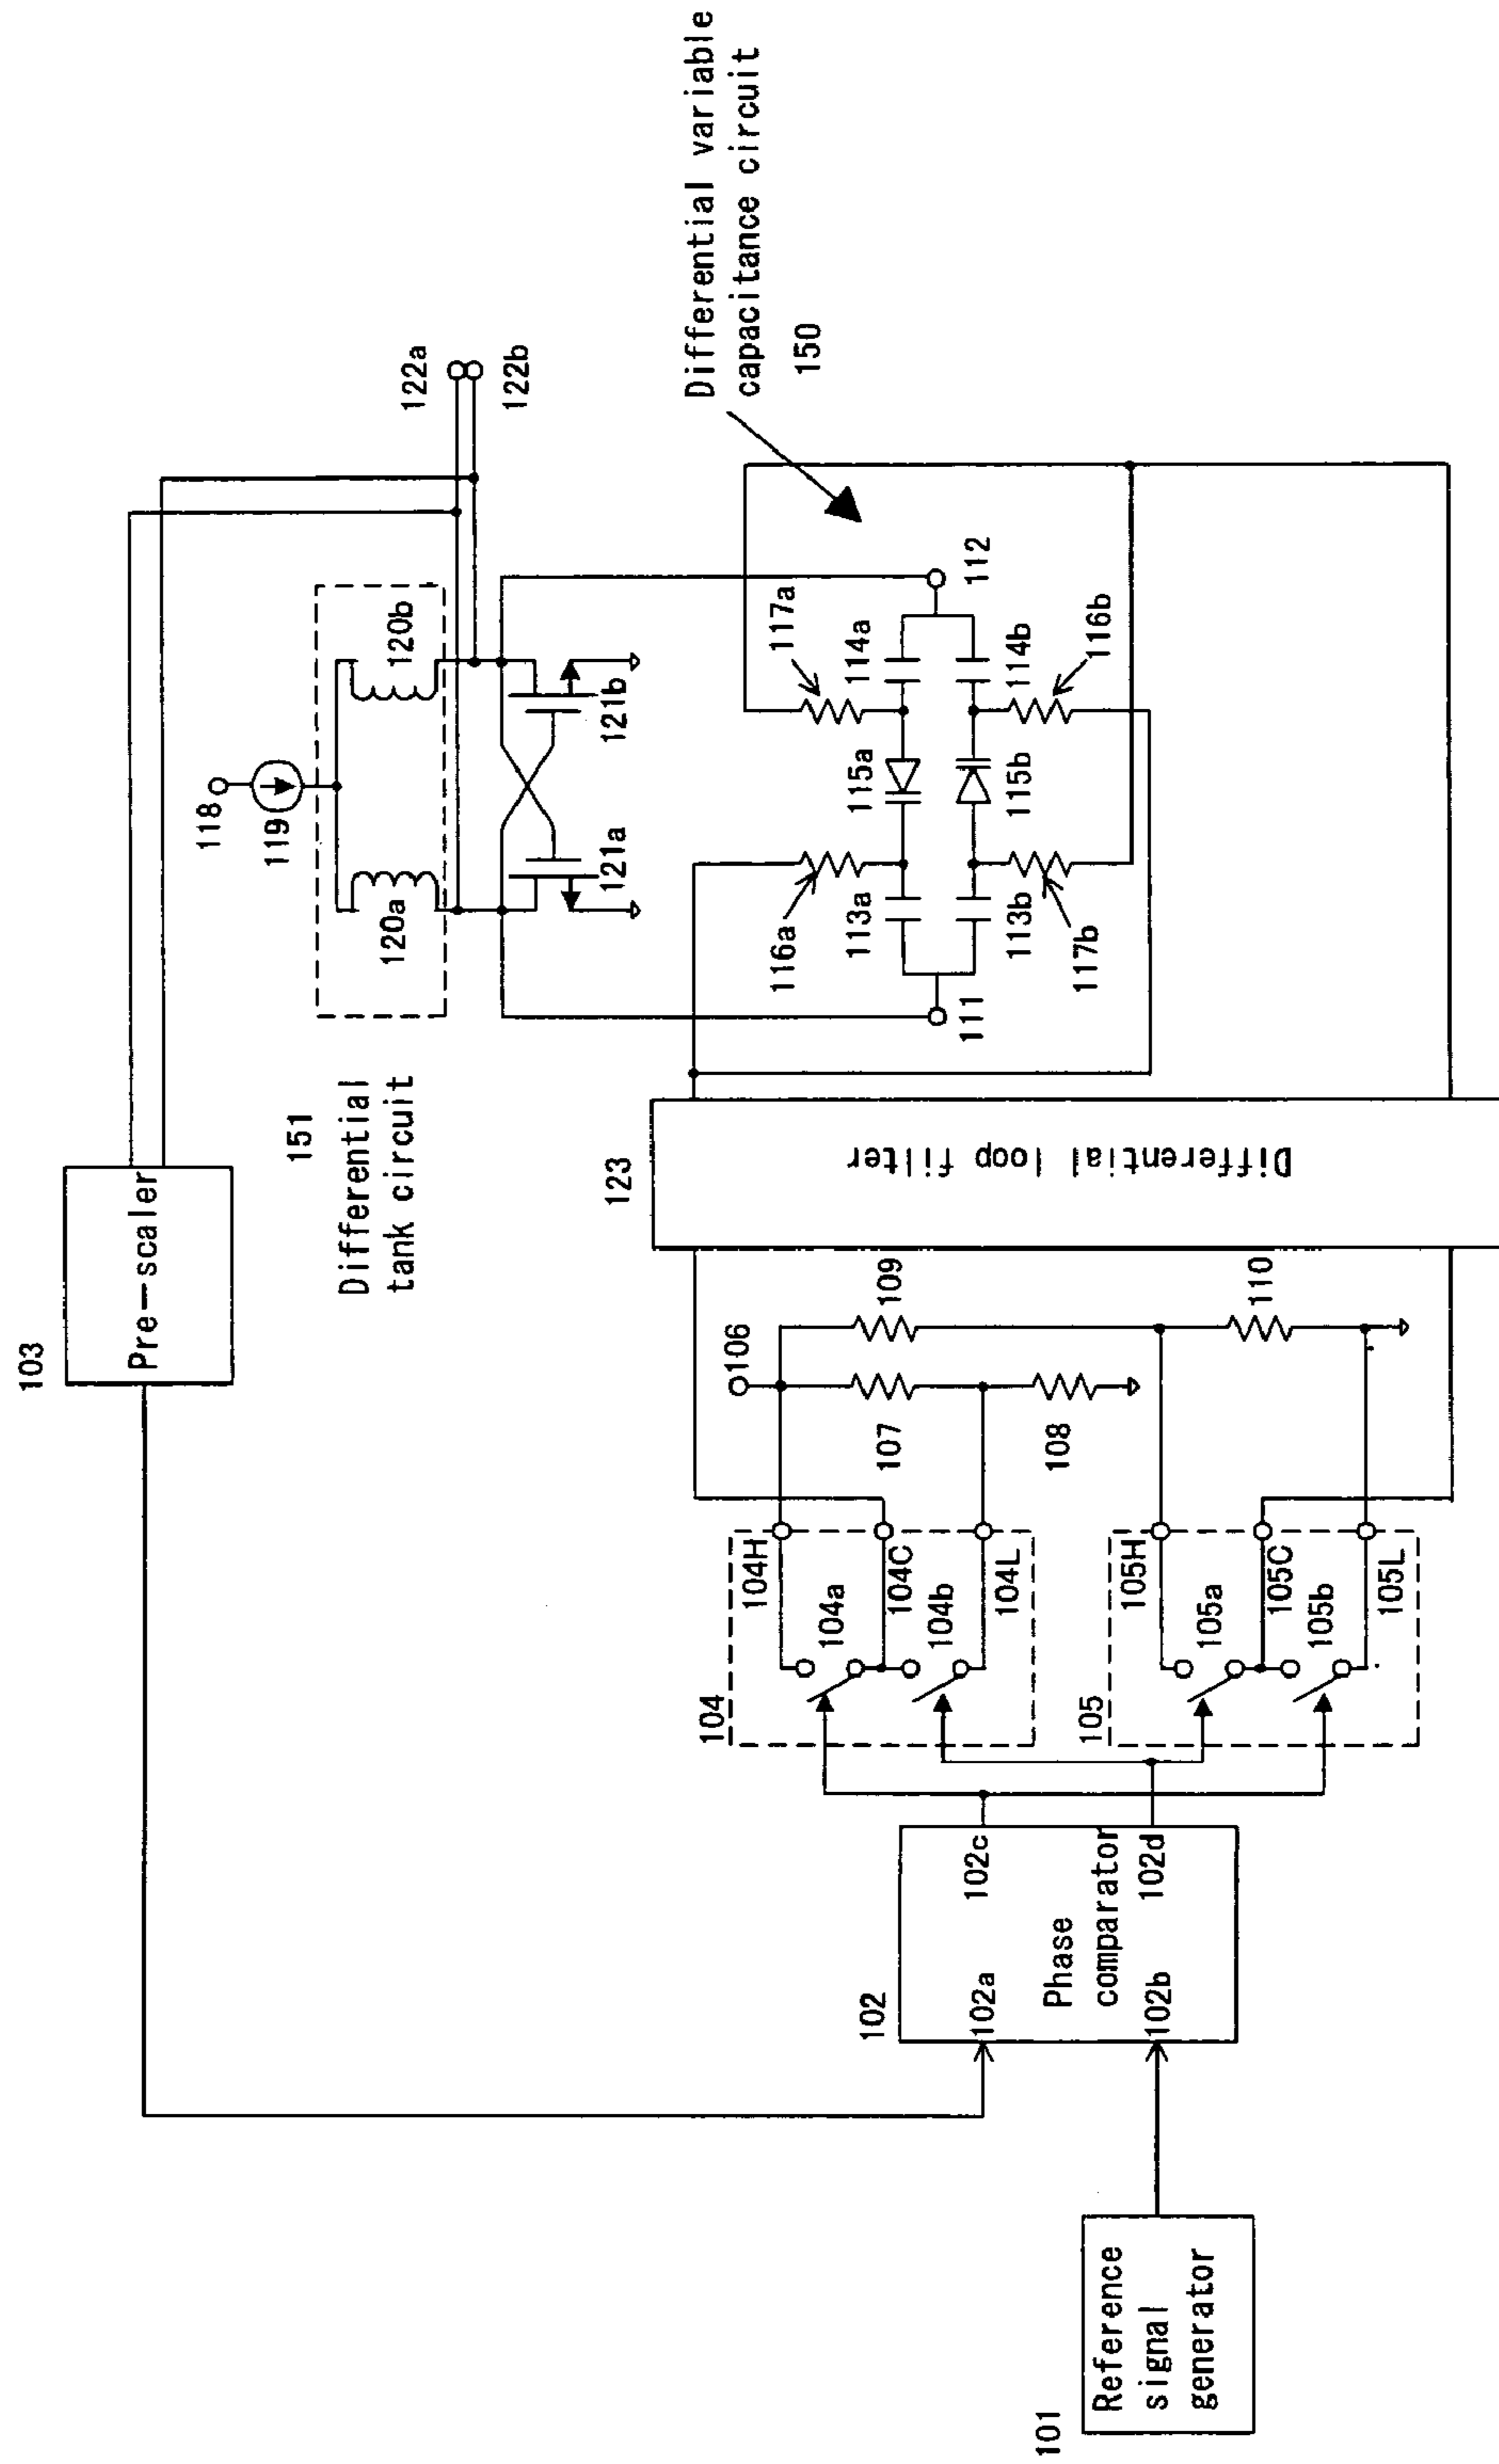 103
Pre—scaler
151
Differential
tank circuit
118
119
120a
120b
121a
121b
122a
122b
Differential variable
capacitance circuit
150
123
Differential loop filter
111
112
113a
113b
114a
114b
115a
115b
116a
116b
117a
117b
106
107
108
109
110
104
104H
104a
104C
104b
104L
105
105H
105a
105C
105b
105L
102
102a
102b
102c
102d
Phase
comparator
101
Reference
signal
generator